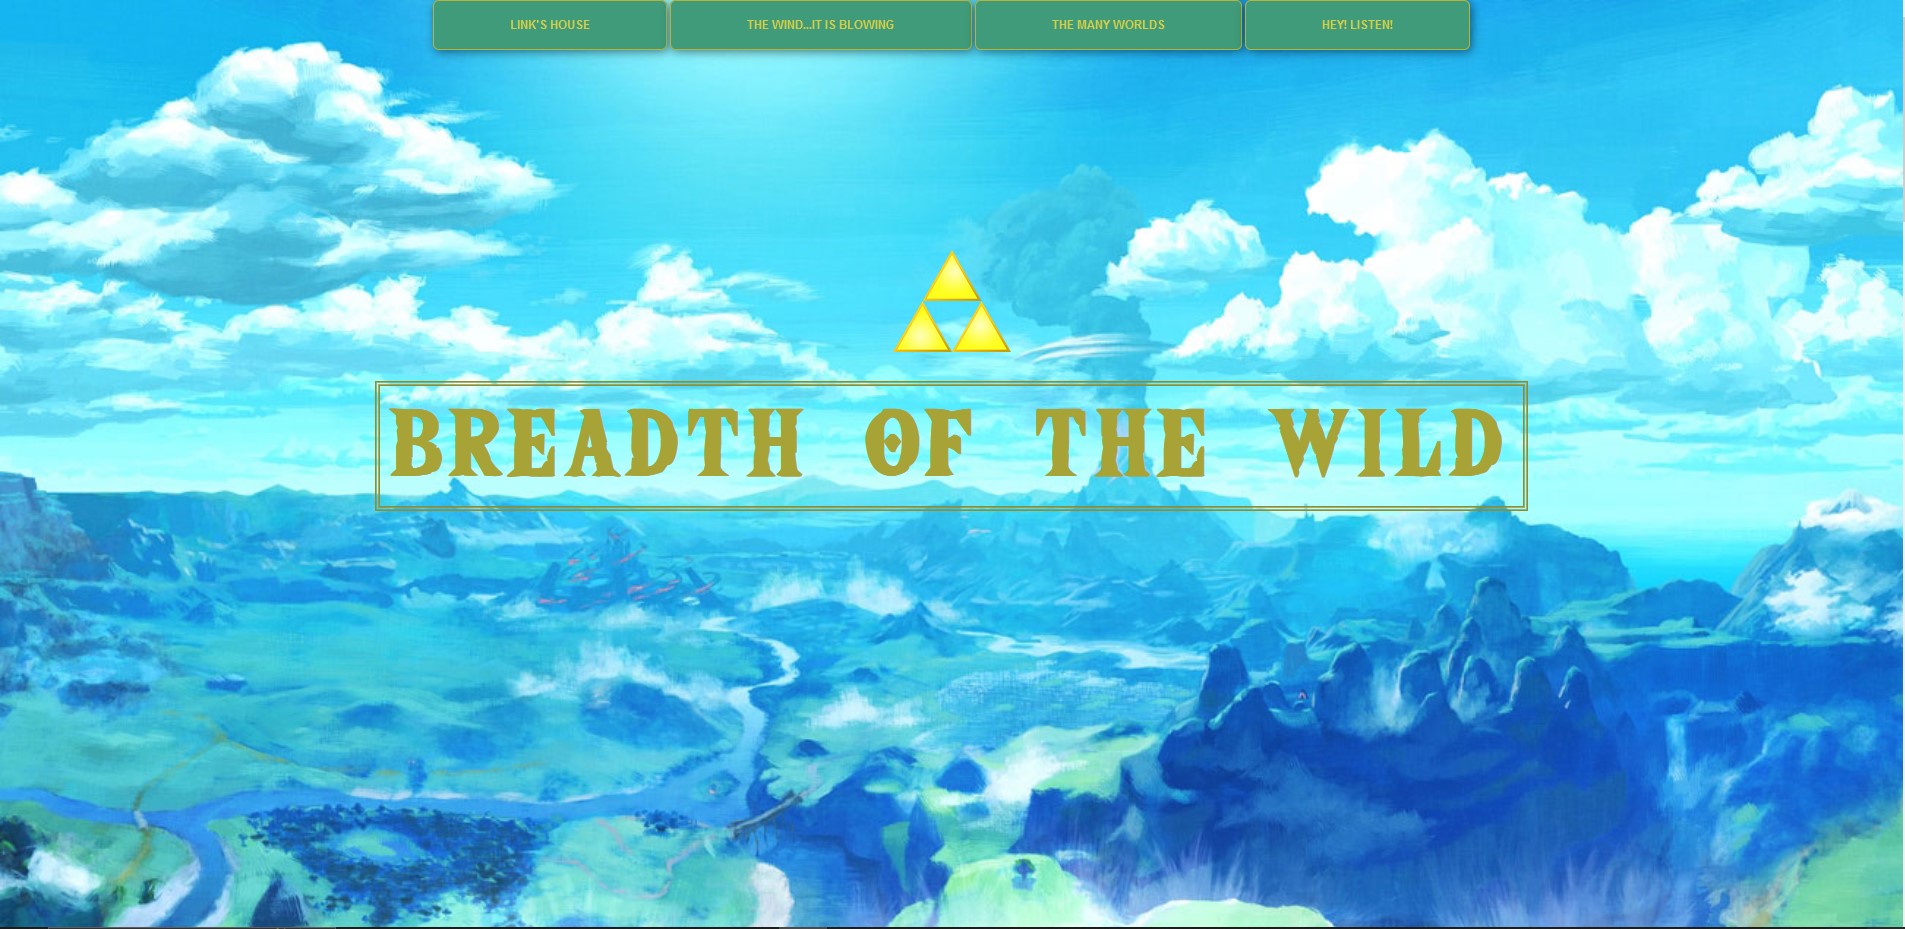 LINK'S HOUSE
THE WIND...IT IS BLOWING
THE MANY WORLDS
HEY! LISTEN!
BREADTH OF THE WILD